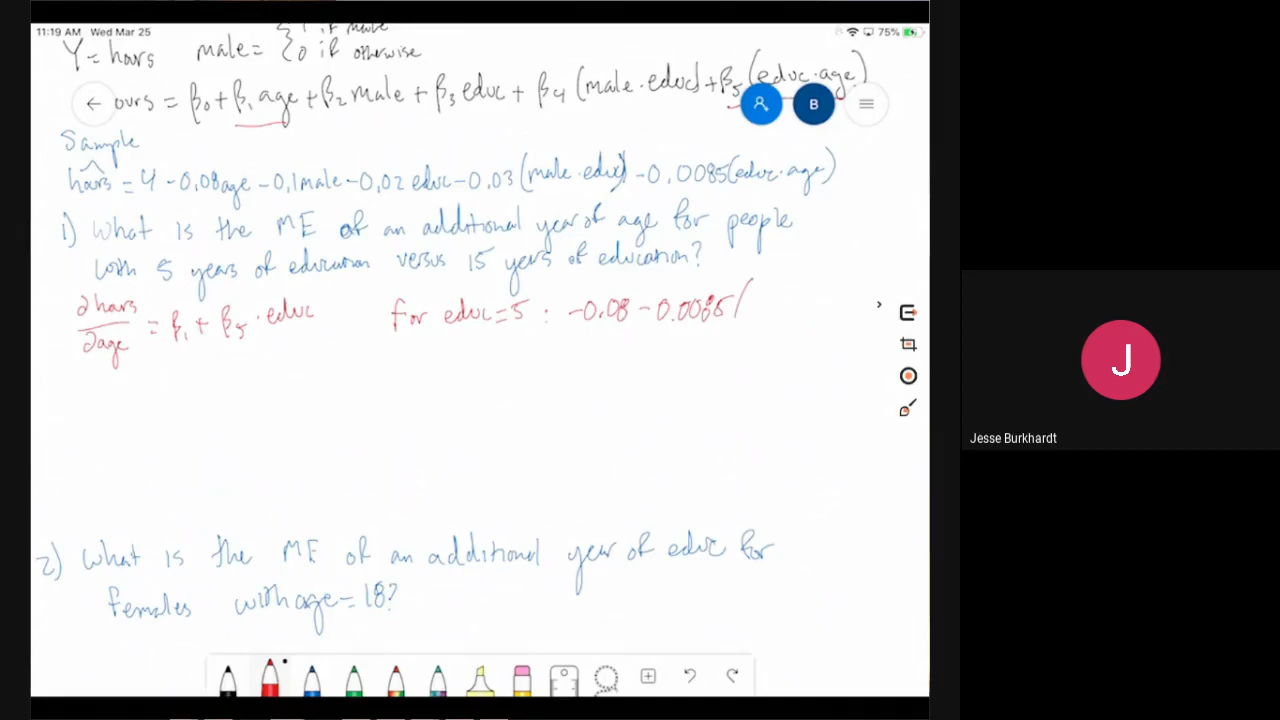 11:19 AM Wed Mar 25 75%
{1 if male
Y = hours male = {0 if otherwise
ours = β0 + β1 age + β2 male + β3 educ + β4 (male·educ) + β5 (educ·age)
B
Sample
hours^ = 4 -0.08age -0.1male -0.02 educ -0.03 (male·educ) -0.0085(educ·age)
1) What is the ME of an additional year of age for people
with 5 years of education versus 15 years of education?
∂hours/∂age = β1 + β5 · educ for educ=5 : -0.08 - 0.0085(
J
Jesse Burkhardt
2) What is the ME of an additional year of educ for
females with age = 18?